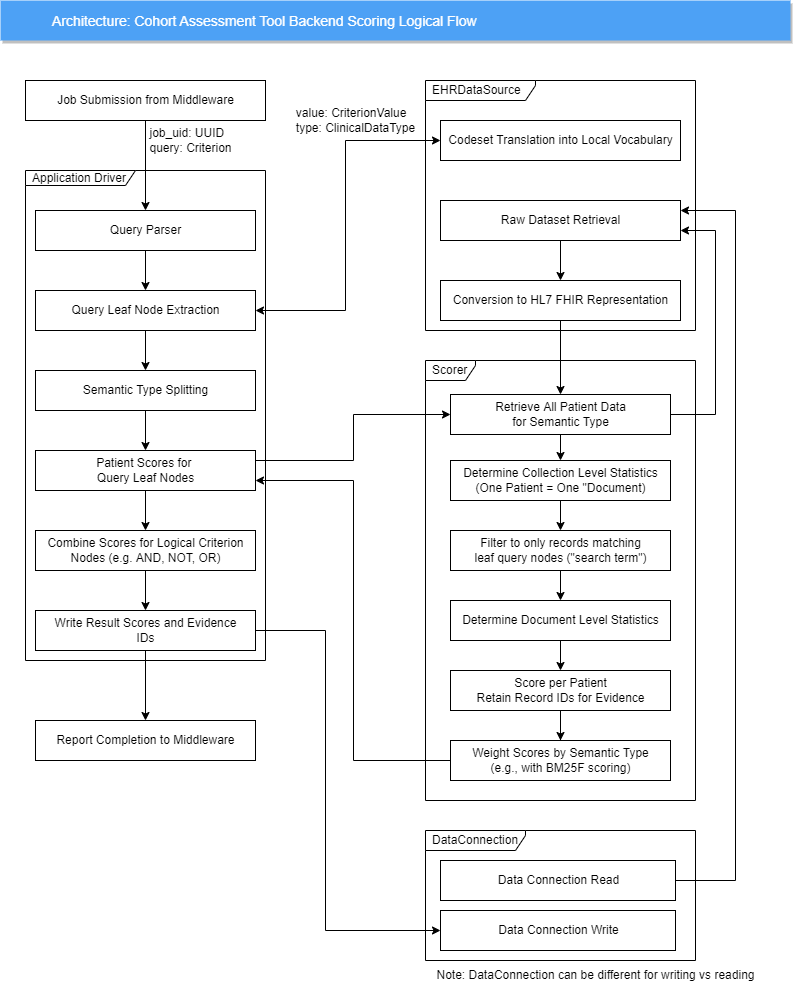 Architecture: Cohort Assessment Tool Backend Scoring Logical Flow
Job Submission from Middleware
job_uid: UUID
query: Criterion
Application Driver
Query Parser
Query Leaf Node Extraction
Semantic Type Splitting
Patient Scores for
Query Leaf Nodes
Combine Scores for Logical Criterion
Nodes (e.g. AND, NOT, OR)
Write Result Scores and Evidence
IDs
Report Completion to Middleware
value: CriterionValue
type: ClinicalDataType
EHRDataSource
Codeset Translation into Local Vocabulary
Raw Dataset Retrieval
Conversion to HL7 FHIR Representation
Scorer
Retrieve All Patient Data
for Semantic Type
Determine Collection Level Statistics
(One Patient = One "Document)
Filter to only records matching
leaf query nodes ("search term")
Determine Document Level Statistics
Score per Patient
Retain Record IDs for Evidence
Weight Scores by Semantic Type
(e.g., with BM25F scoring)
DataConnection
Data Connection Read
Data Connection Write
Note: DataConnection can be different for writing vs reading